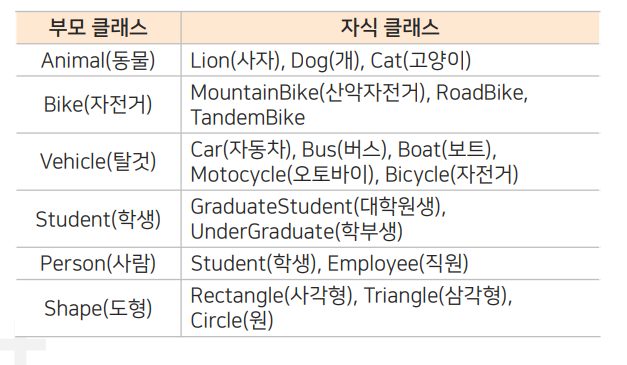 부모 클래스 자식 클래스
Animal(동물) Lion(사자), Dog(개), Cat(고양이)
Bike(자전거) MountainBike(산악자전거), RoadBike,
TandemBike
Vehicle(탈것) Car(자동차), Bus(버스), Boat(보트),
Motocycle(오토바이), Bicycle(자전거)
Student(학생) GraduateStudent(대학원생),
UnderGraduate(학부생)
Person(사람) Student(학생), Employee(직원)
Shape(도형) Rectangle(사각형), Triangle(삼각형),
Circle(원)